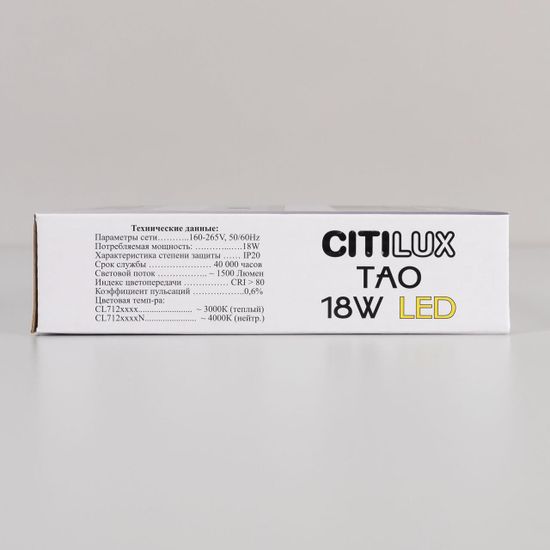 Технические данные:
Параметры сети..........160-265V, 50/60Hz
Потребляемая мощность: ..................18W
Характеристика степени защиты ...... IP20
Срок службы ........................ 40 000 часов
Световой поток ................ ~ 1500 Люмен
Индекс цветопередачи ............... CRI > 80
Коэффициент пульсаций ..................0,6%
Цветовая темп-ра:
CL712xxxx........................ ~ 3000K (теплый)
CL712xxxxN.................... ~ 4000K (нейтр.)
CITILUX
TAO
18W LED